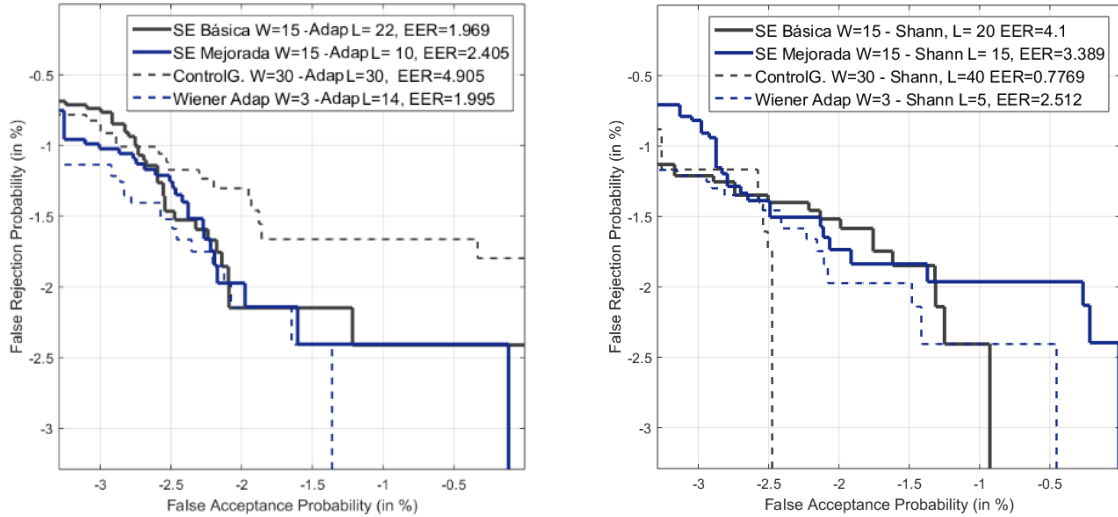 SE Básica W=15 -Adap L= 22, EER=1.969
SE Mejorada W=15 -Adap L= 10, EER=2.405
ControlG. W=30 -Adap L=30, EER=4.905
Wiener Adap W=3 -Adap L=14, EER=1.995
-0.5
-1
-1.5
-2
-2.5
-3
False Rejection Probability (in %)
-3 -2.5 -2 -1.5 -1 -0.5
False Acceptance Probability (in %)
SE Básica W=15 - Shann, L= 20 EER=4.1
SE Mejorada W=15 - Shann L= 15, EER=3.389
ControlG. W=30 - Shann, L=40 EER=0.7769
Wiener Adap W=3 - Shann L=5, EER=2.512
-0.5
-1
-1.5
-2
-2.5
-3
False Rejection Probability (in %)
-3 -2.5 -2 -1.5 -1 -0.5
False Acceptance Probability (in %)